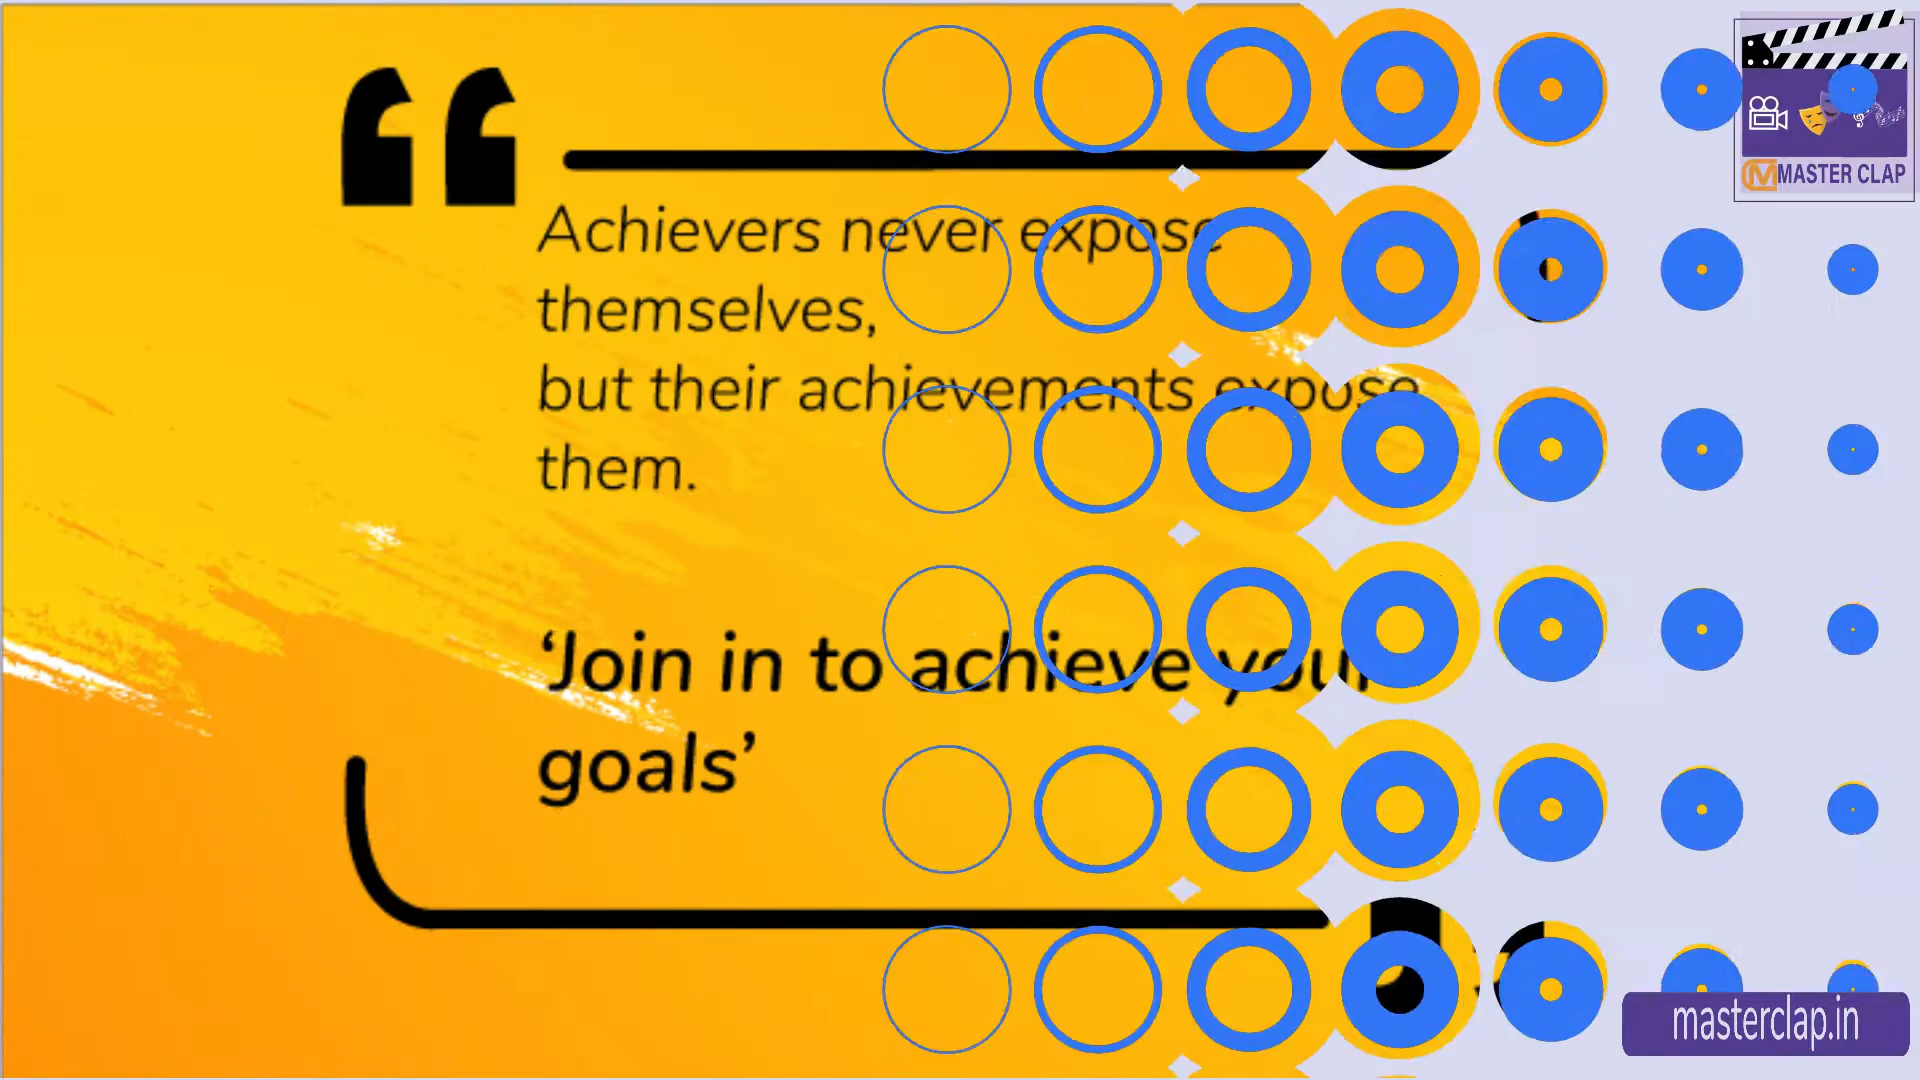 Achievers never expose
themselves,
but their achievements expose
them.
‘Join in to achieve your
goals’
MASTER CLAP
masterclap.in